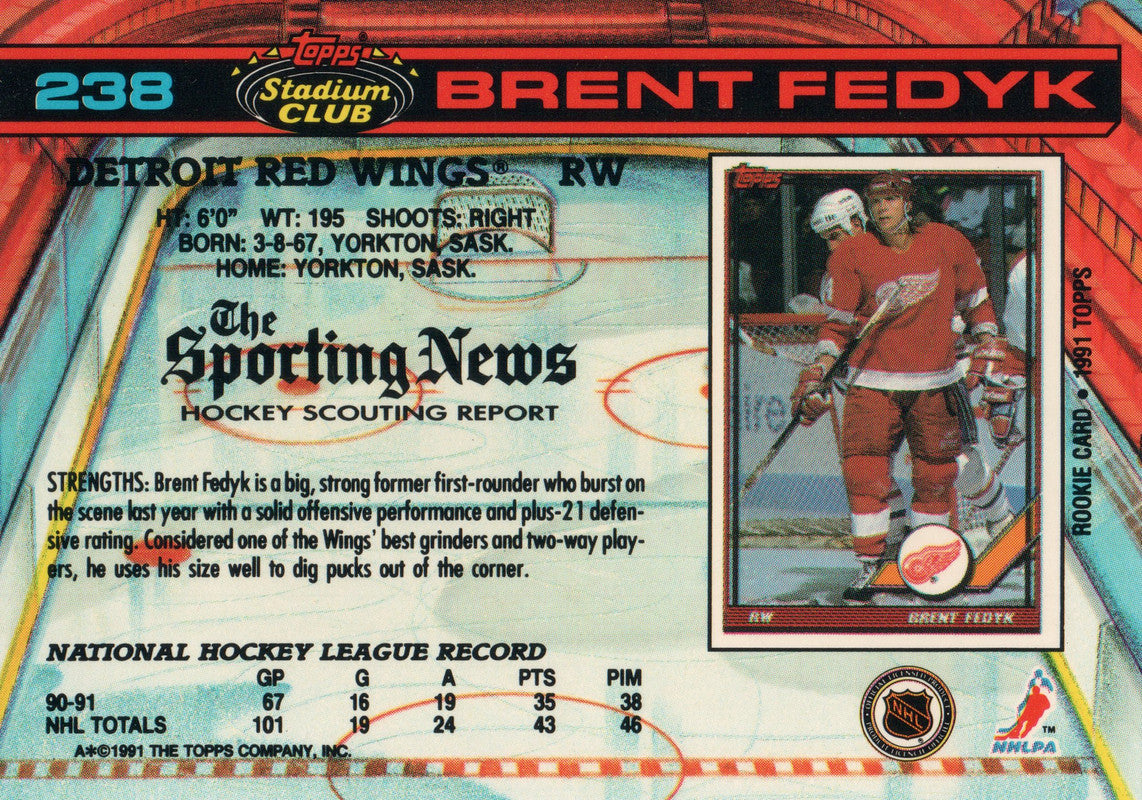 238
Topps
Stadium
CLUB
BRENT FEDYK
DETROIT RED WINGS® RW
HT: 6'0" WT: 195 SHOOTS: RIGHT
BORN: 3-8-67, YORKTON, SASK.
HOME: YORKTON, SASK.
The
Sporting News
HOCKEY SCOUTING REPORT
STRENGTHS: Brent Fedyk is a big, strong former first-rounder who burst on
the scene last year with a solid offensive performance and plus-21 defen-
sive rating. Considered one of the Wings' best grinders and two-way play-
ers, he uses his size well to dig pucks out of the corner.
NATIONAL HOCKEY LEAGUE RECORD
GP G A PTS PIM
90-91 67 16 19 35 38
NHL TOTALS 101 19 24 43 46
A*©1991 THE TOPPS COMPANY, INC.
Topps
RW BRENT FEDYK
ROOKIE CARD • 1991 TOPPS
OFFICIAL LICENSED PRODUCT
NHL
NHLPA
TM